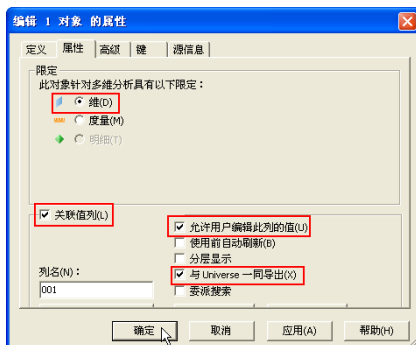 编辑 1 对象 的属性
定义 属性 高级 键 源信息
限定
此对象针对多维分析具有以下限定：
维(D)
度量(M)
明细(T)
关联值列(L)
允许用户编辑此列的值(U)
使用前自动刷新(B)
分层显示
列名(N)：
与 Universe 一同导出(X)
001
委派搜索
确定 取消 应用(A) 帮助(H)